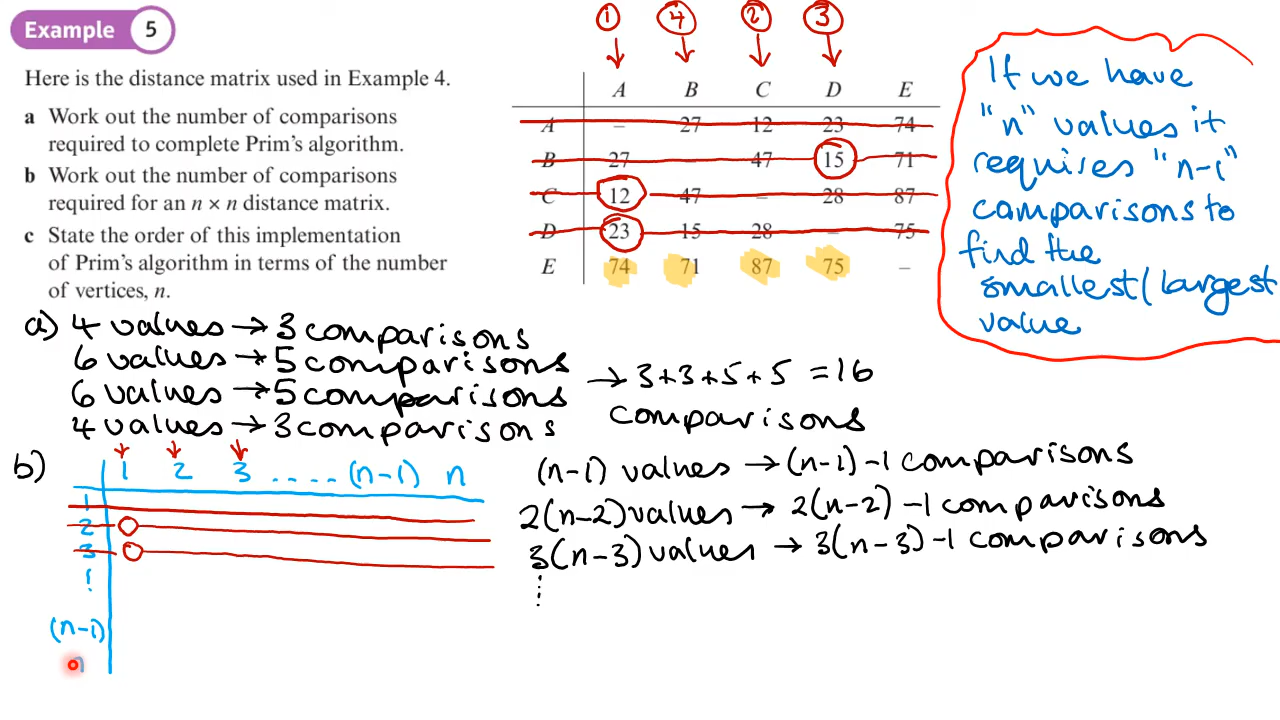 Example 5
Here is the distance matrix used in Example 4.
a Work out the number of comparisons
required to complete Prim's algorithm.
b Work out the number of comparisons
required for an n × n distance matrix.
c State the order of this implementation
of Prim's algorithm in terms of the number
of vertices, n.
① ④ ② ③
A B C D E
A – 27 12 23 74
B 27 47 15 71
C 12 47 – 28 87
D 23 15 28 – 75
E 74 71 87 75 –
If we have
"n" values it
requires "n-1"
comparisons to
find the
smallest/largest
value
a) 4 values → 3 comparisons
6 values → 5 comparisons
6 values → 5 comparisons
4 values → 3 comparisons
→ 3+3+5+5 = 16
comparisons
b)
1 2 3 ..... (n-1) n
1
2
3
⋮
(n-1)
(n-1) values → (n-1)-1 comparisons
2(n-2) values → 2(n-2)-1 comparisons
3(n-3) values → 3(n-3)-1 comparisons
⋮